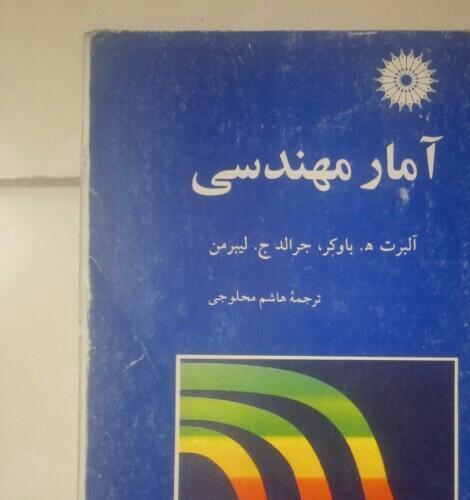 آمار مهندسی
آلبرت ه. باوکر، جرالد ج. لیبرمن
ترجمهٔ هاشم محلوجی